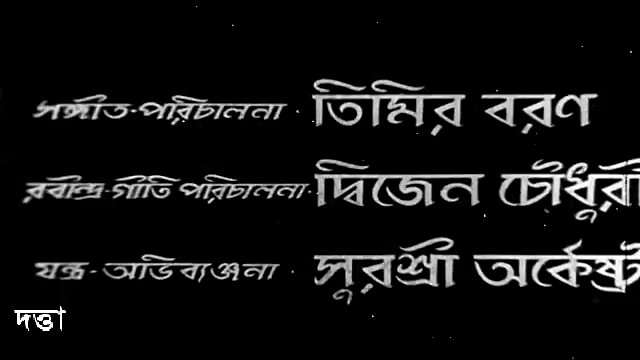 সঙ্গীত-পরিচালনা · তিমির বরণ
রবীন্দ্র-গীতি পরিচালনা · দ্বিজেন চৌধুরী
যন্ত্র-অভিব্যঞ্জনা · সুরশ্রী অর্কেষ্ট্রা
দত্তা